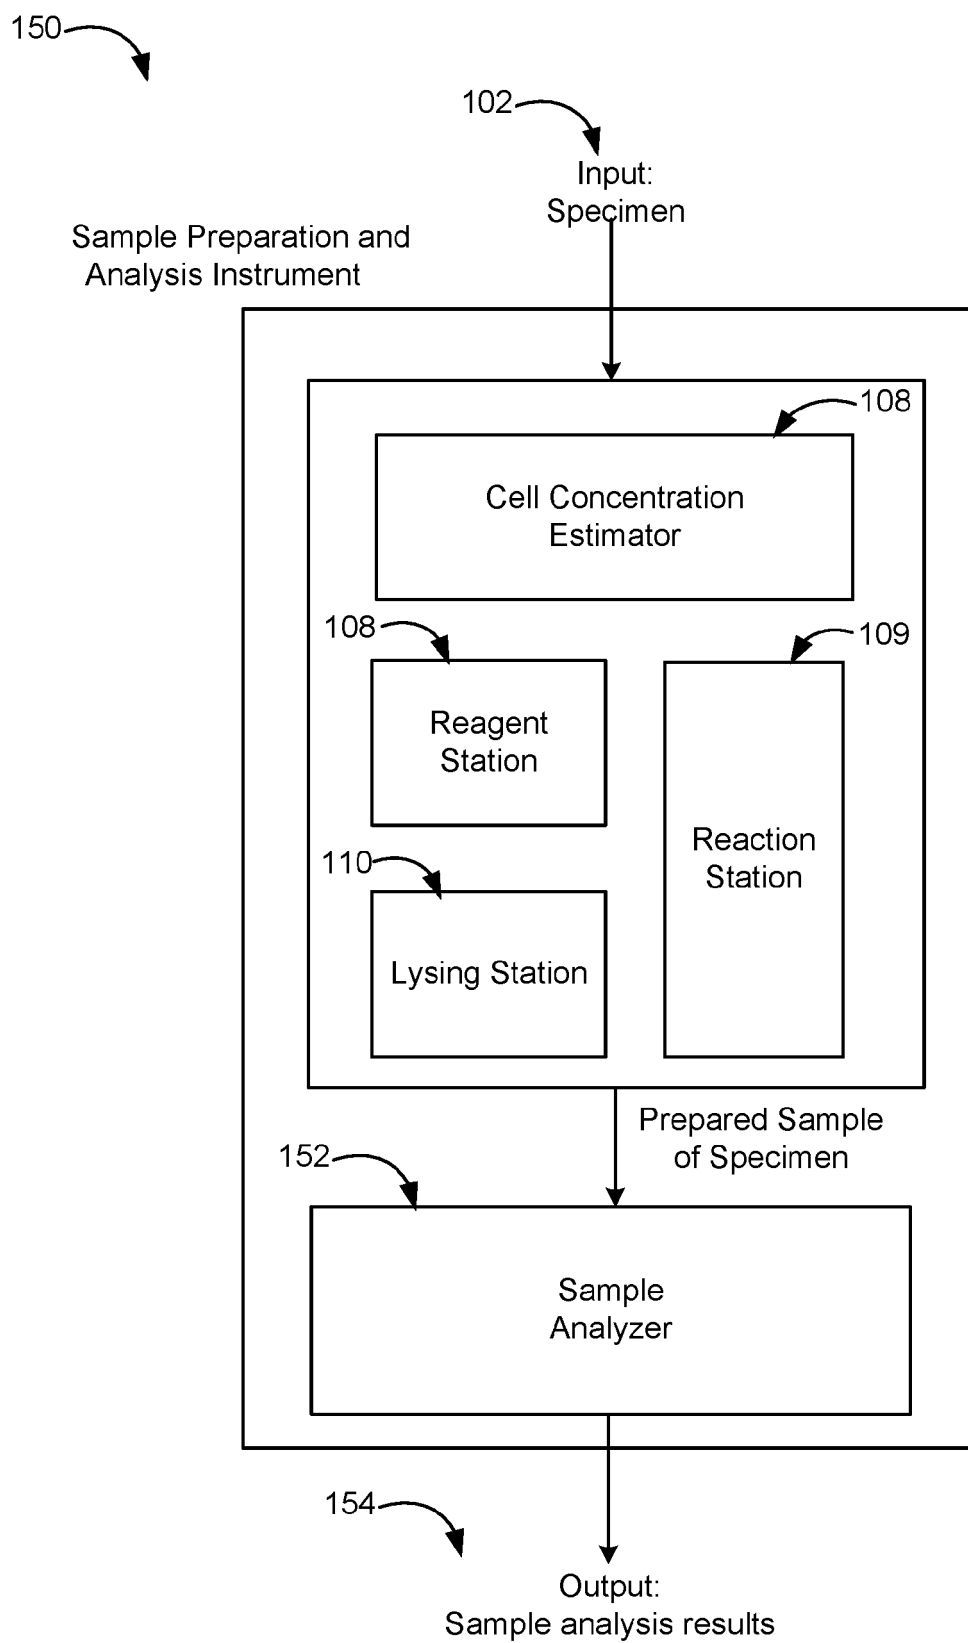 150
102
Input:
Specimen
Sample Preparation and
Analysis Instrument
108
Cell Concentration
Estimator
108
109
Reagent
Station
110
Reaction
Station
Lysing Station
Prepared Sample
of Specimen
152
Sample
Analyzer
154
Output:
Sample analysis results